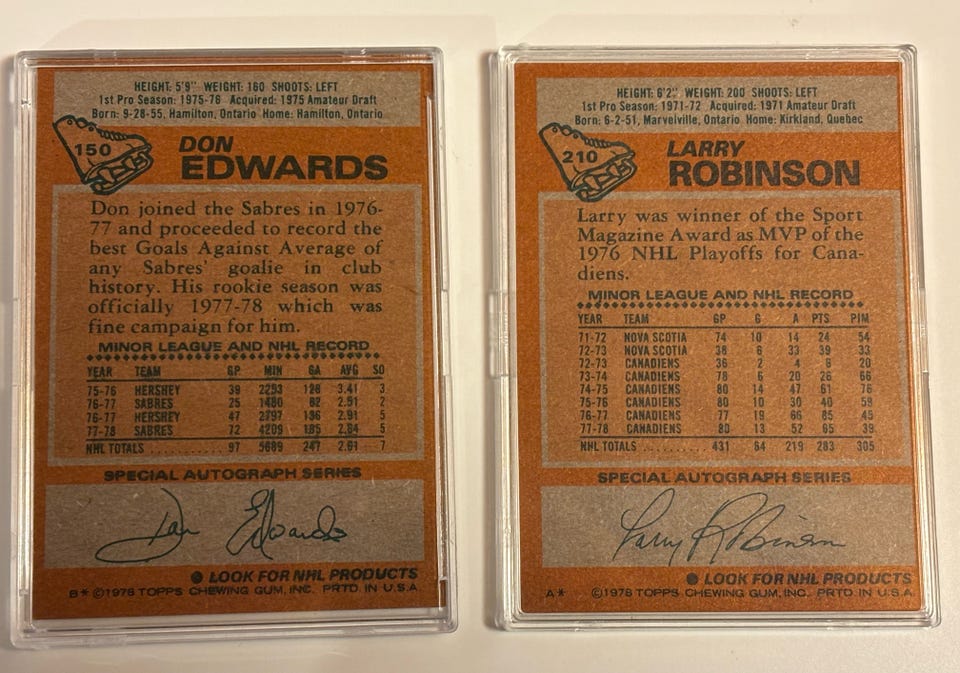 HEIGHT: 5'9" WEIGHT: 160 SHOOTS: LEFT
1st Pro Season: 1975-76 Acquired: 1975 Amateur Draft
Born: 9-28-55, Hamilton, Ontario Home: Hamilton, Ontario
150
DON
EDWARDS
Don joined the Sabres in 1976-
77 and proceeded to record the
best Goals Against Average of
any Sabres' goalie in club
history. His rookie season was
officially 1977-78 which was
fine campaign for him.
MINOR LEAGUE AND NHL RECORD
YEAR TEAM GP MIN GA AVG SO
75-76 HERSHEY 39 2253 128 3.41 3
76-77 SABRES 25 1480 62 2.51 2
76-77 HERSHEY 47 2797 136 2.91 5
77-78 SABRES 72 4209 185 2.64 5
NHL TOTALS 97 5689 247 2.61 7
SPECIAL AUTOGRAPH SERIES
Don Edwards
LOOK FOR NHL PRODUCTS
B* ©1978 TOPPS CHEWING GUM, INC. PRTD. IN U.S.A.
HEIGHT: 6'2" WEIGHT: 200 SHOOTS: LEFT
1st Pro Season: 1971-72 Acquired: 1971 Amateur Draft
Born: 6-2-51, Marvelville, Ontario Home: Kirkland, Quebec
210
LARRY
ROBINSON
Larry was winner of the Sport
Magazine Award as MVP of the
1976 NHL Playoffs for Cana-
diens.
MINOR LEAGUE AND NHL RECORD
YEAR TEAM GP G A PTS PIM
71-72 NOVA SCOTIA 74 10 14 24 54
72-73 NOVA SCOTIA 38 6 33 39 33
72-73 CANADIENS 36 2 4 6 20
73-74 CANADIENS 78 6 20 26 66
74-75 CANADIENS 80 14 47 61 76
75-76 CANADIENS 80 10 30 40 59
76-77 CANADIENS 77 19 66 85 45
77-78 CANADIENS 80 13 52 65 39
NHL TOTALS 431 64 219 283 305
SPECIAL AUTOGRAPH SERIES
Larry Robinson
LOOK FOR NHL PRODUCTS
A* ©1978 TOPPS CHEWING GUM, INC. PRTD. IN U.S.A.